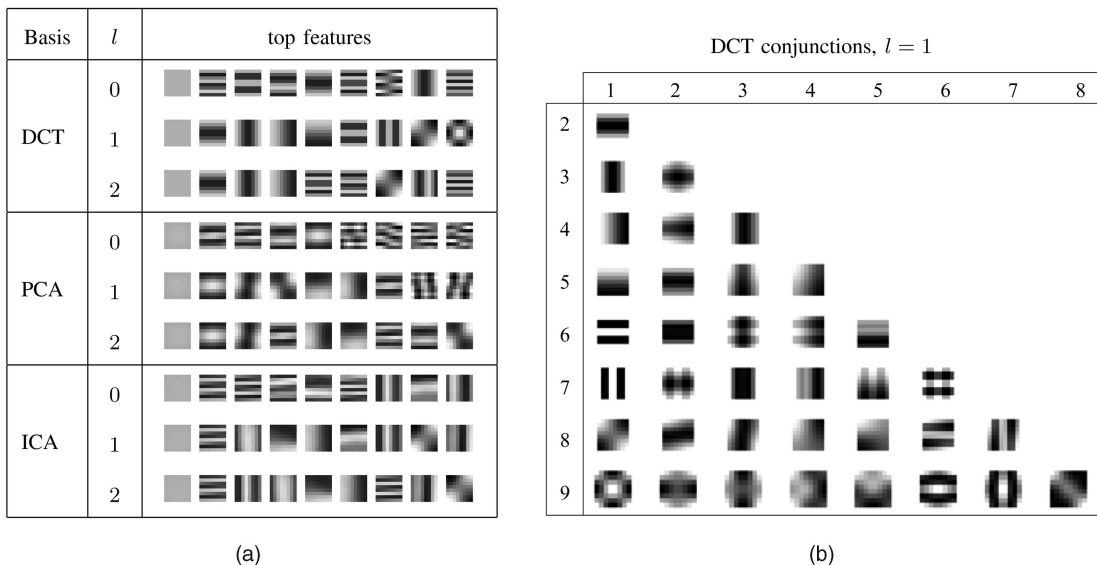 Basis l top features
DCT
0
1
2
PCA
0
1
2
ICA
0
1
2
(a)
DCT conjunctions, l = 1
1 2 3 4 5 6 7 8
2
3
4
5
6
7
8
9
(b)